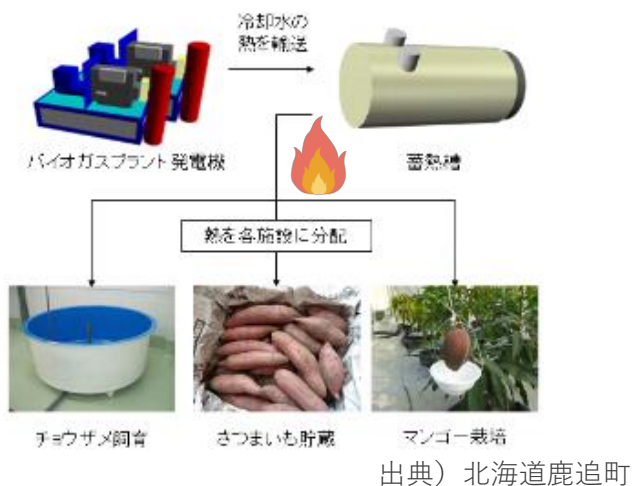 冷却水の
熱を輸送
バイオガスプラント発電機
蓄熱槽
熱を各施設に分配
チョウザメ飼育
さつまいも貯蔵
マンゴー栽培
出典）北海道鹿追町